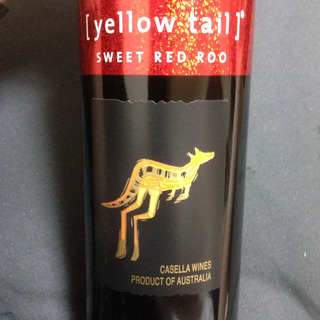 [yellow tail]®
SWEET RED ROO
CASELLA WINES
PRODUCT OF AUSTRALIA